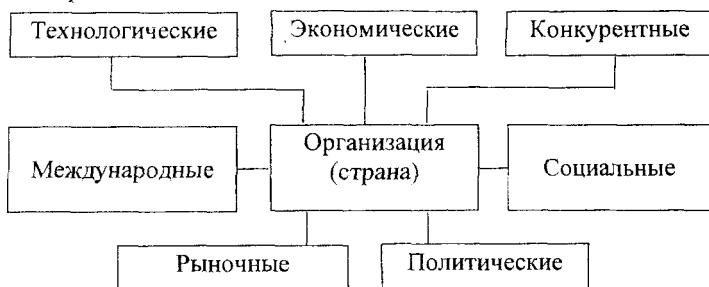 Технологические
Экономические
Конкурентные
Международные
Организация
(страна)
Социальные
Рыночные
Политические